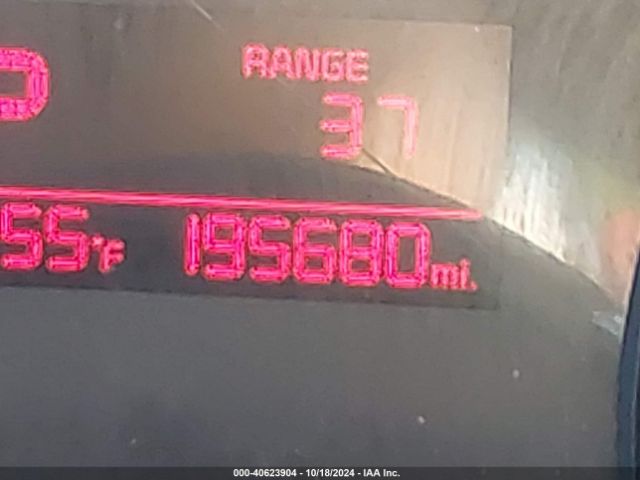 RANGE
37
55°F 195680 mi.
000-40623904 - 10/18/2024 - IAA Inc.